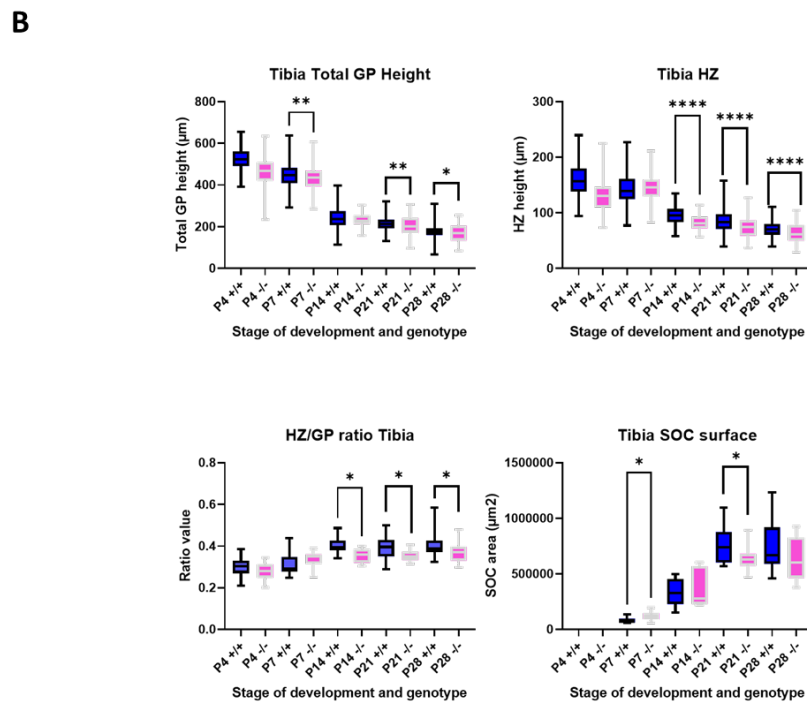 B
Tibia Total GP Height
Total GP height (µm)
800
600
400
200
0
**
**
*
P4 +/+
P4 -/-
P7 +/+
P7 -/-
P14 +/+
P14 -/-
P21 +/+
P21 -/-
P28 +/+
P28 -/-
Stage of development and genotype
Tibia HZ
HZ height (µm)
300
200
100
0
****
****
****
P4 +/+
P4 -/-
P7 +/+
P7 -/-
P14 +/+
P14 -/-
P21 +/+
P21 -/-
P28 +/+
P28 -/-
Stage of development and genotype
HZ/GP ratio Tibia
Ratio value
0.8
0.6
0.4
0.2
0.0
*
*
*
P4 +/+
P4 -/-
P7 +/+
P7 -/-
P14 +/+
P14 -/-
P21 +/+
P21 -/-
P28 +/+
P28 -/-
Stage of development and genotype
Tibia SOC surface
SOC area (µm2)
1500000
1000000
500000
0
*
*
P4 +/+
P4 -/-
P7 +/+
P7 -/-
P14 +/+
P14 -/-
P21 +/+
P21 -/-
P28 +/+
P28 -/-
Stage of development and genotype